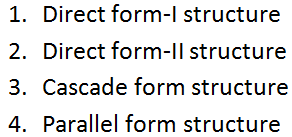 1. Direct form-I structure
2. Direct form-II structure
3. Cascade form structure
4. Parallel form structure